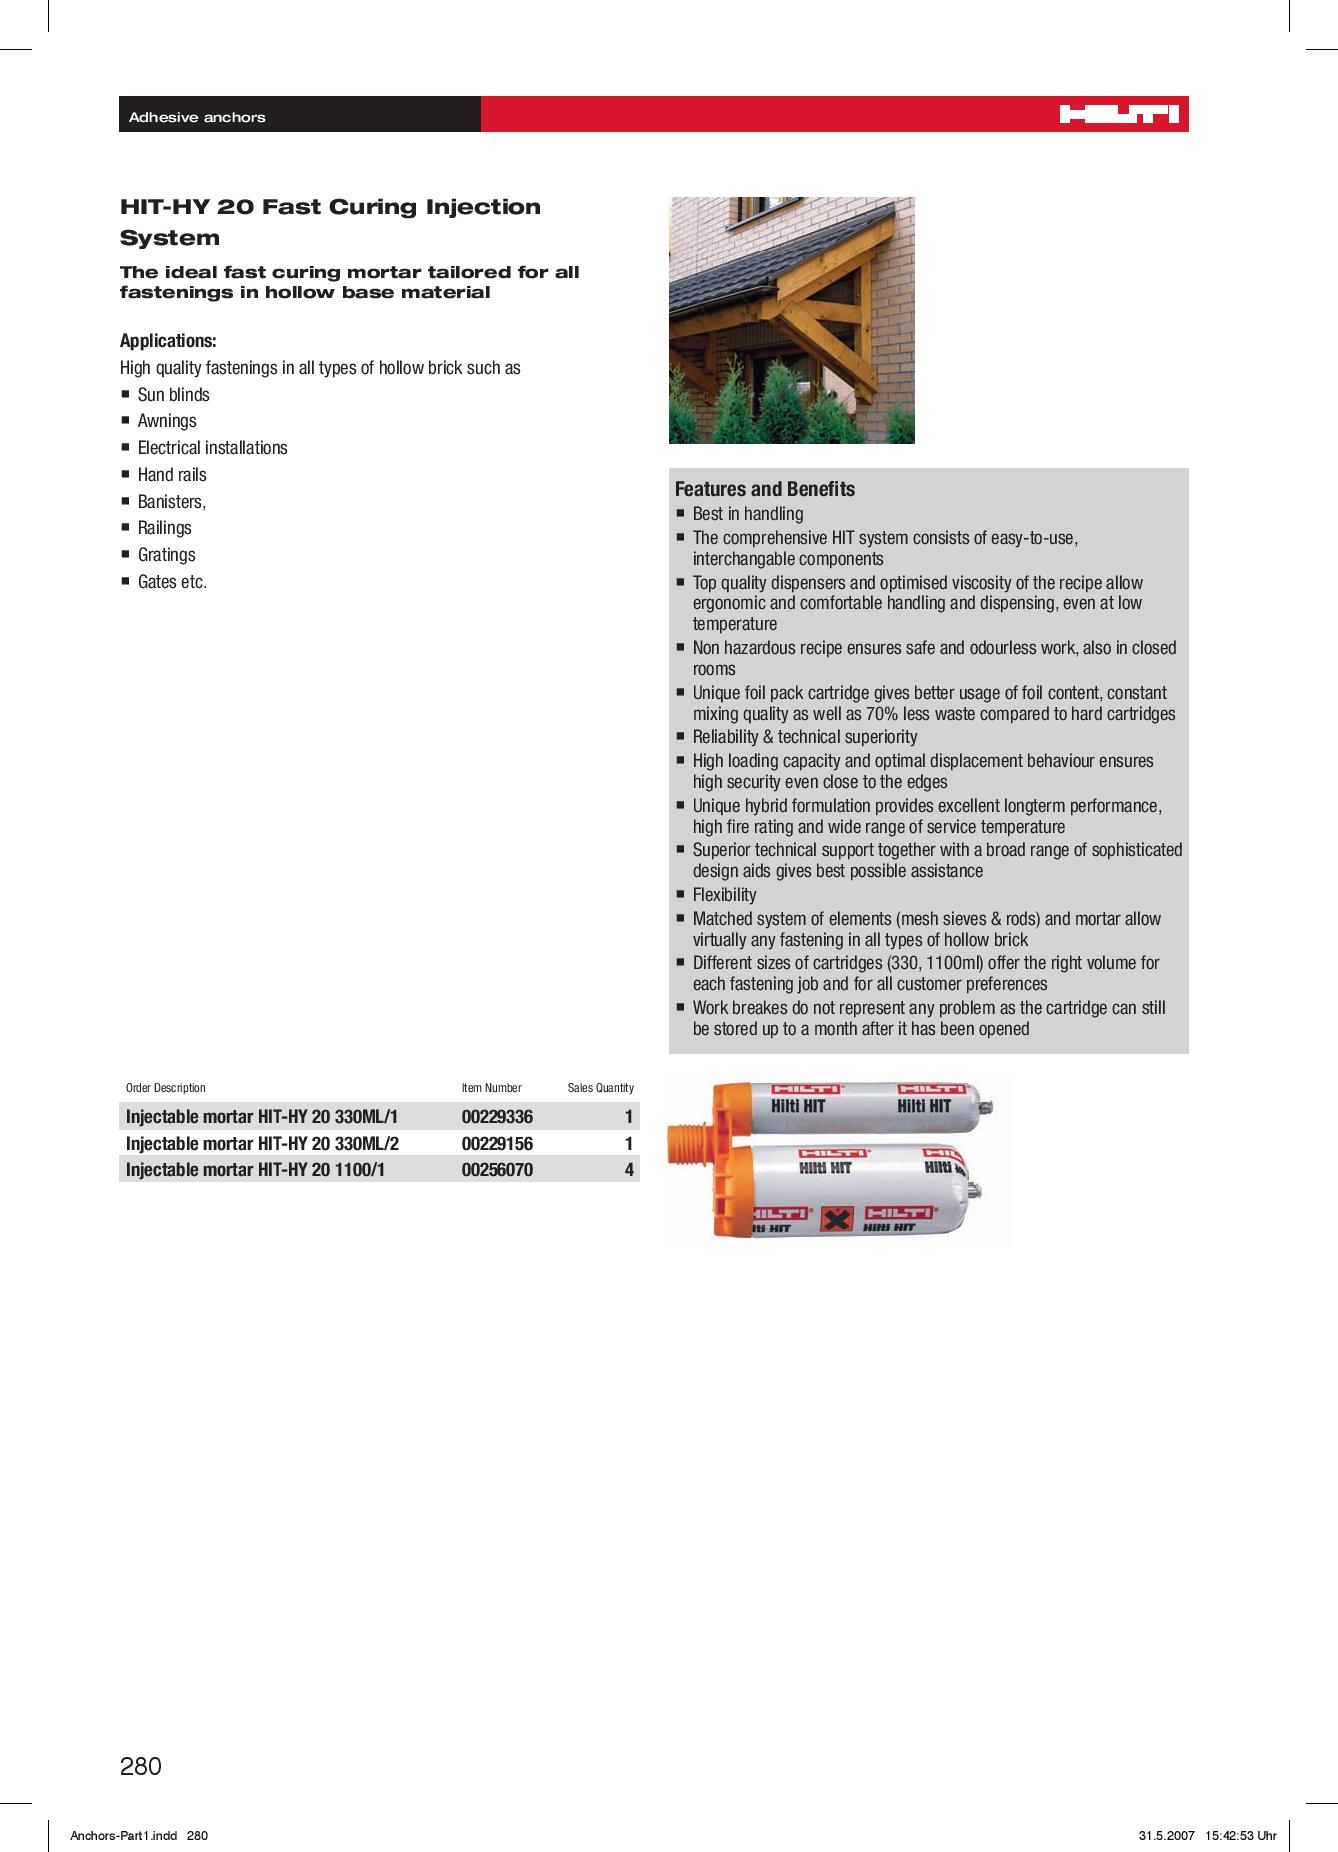 Adhesive anchors
HILTI
HIT-HY 20 Fast Curing Injection
System
The ideal fast curing mortar tailored for all
fastenings in hollow base material
Applications:
High quality fastenings in all types of hollow brick such as
■ Sun blinds
■ Awnings
■ Electrical installations
■ Hand rails
■ Banisters,
■ Railings
■ Gratings
■ Gates etc.
Features and Benefits
■ Best in handling
■ The comprehensive HIT system consists of easy-to-use,
interchangable components
■ Top quality dispensers and optimised viscosity of the recipe allow
ergonomic and comfortable handling and dispensing, even at low
temperature
■ Non hazardous recipe ensures safe and odourless work, also in closed
rooms
■ Unique foil pack cartridge gives better usage of foil content, constant
mixing quality as well as 70% less waste compared to hard cartridges
■ Reliability & technical superiority
■ High loading capacity and optimal displacement behaviour ensures
high security even close to the edges
■ Unique hybrid formulation provides excellent longterm performance,
high fire rating and wide range of service temperature
■ Superior technical support together with a broad range of sophisticated
design aids gives best possible assistance
■ Flexibility
■ Matched system of elements (mesh sieves & rods) and mortar allow
virtually any fastening in all types of hollow brick
■ Different sizes of cartridges (330, 1100ml) offer the right volume for
each fastening job and for all customer preferences
■ Work breakes do not represent any problem as the cartridge can still
be stored up to a month after it has been opened
Order Description Item Number Sales Quantity
Injectable mortar HIT-HY 20 330ML/1 00229336 1
Injectable mortar HIT-HY 20 330ML/2 00229156 1
Injectable mortar HIT-HY 20 1100/1 00256070 4
HILTI HILTI
Hilti HIT Hilti HIT
HILTI HILTI
Hilti HIT Hilti
HILTI HILTI
lti HIT Hilti HIT
280
Anchors-Part1.indd 280
31.5.2007 15:42:53 Uhr